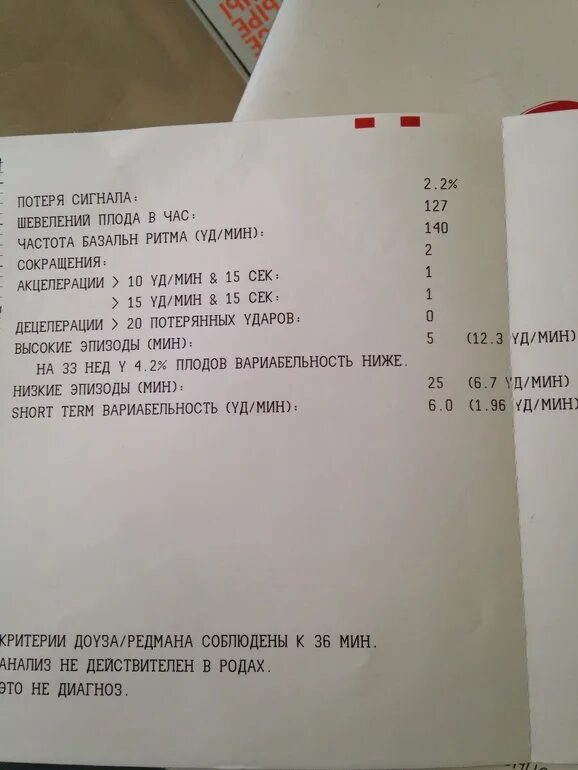 ПОТЕРЯ СИГНАЛА: 2.2%
ШЕВЕЛЕНИЙ ПЛОДА В ЧАС: 127
ЧАСТОТА БАЗАЛЬН РИТМА (УД/МИН): 140
СОКРАЩЕНИЯ: 2
АКЦЕЛЕРАЦИИ > 10 УД/МИН & 15 СЕК: 1
> 15 УД/МИН & 15 СЕК: 1
ДЕЦЕЛЕРАЦИИ > 20 ПОТЕРЯННЫХ УДАРОВ: 0
ВЫСОКИЕ ЭПИЗОДЫ (МИН): 5 (12.3 УД/МИН)
НА 33 НЕД У 4.2% ПЛОДОВ ВАРИАБЕЛЬНОСТЬ НИЖЕ.
НИЗКИЕ ЭПИЗОДЫ (МИН): 25 (6.7 УД/МИН)
SHORT TERM ВАРИАБЕЛЬНОСТЬ (УД/МИН): 6.0 (1.96 УД/МИН)
КРИТЕРИИ ДОУЗА/РЕДМАНА СОБЛЮДЕНЫ К 36 МИН.
АНАЛИЗ НЕ ДЕЙСТВИТЕЛЕН В РОДАХ.
ЭТО НЕ ДИАГНОЗ.